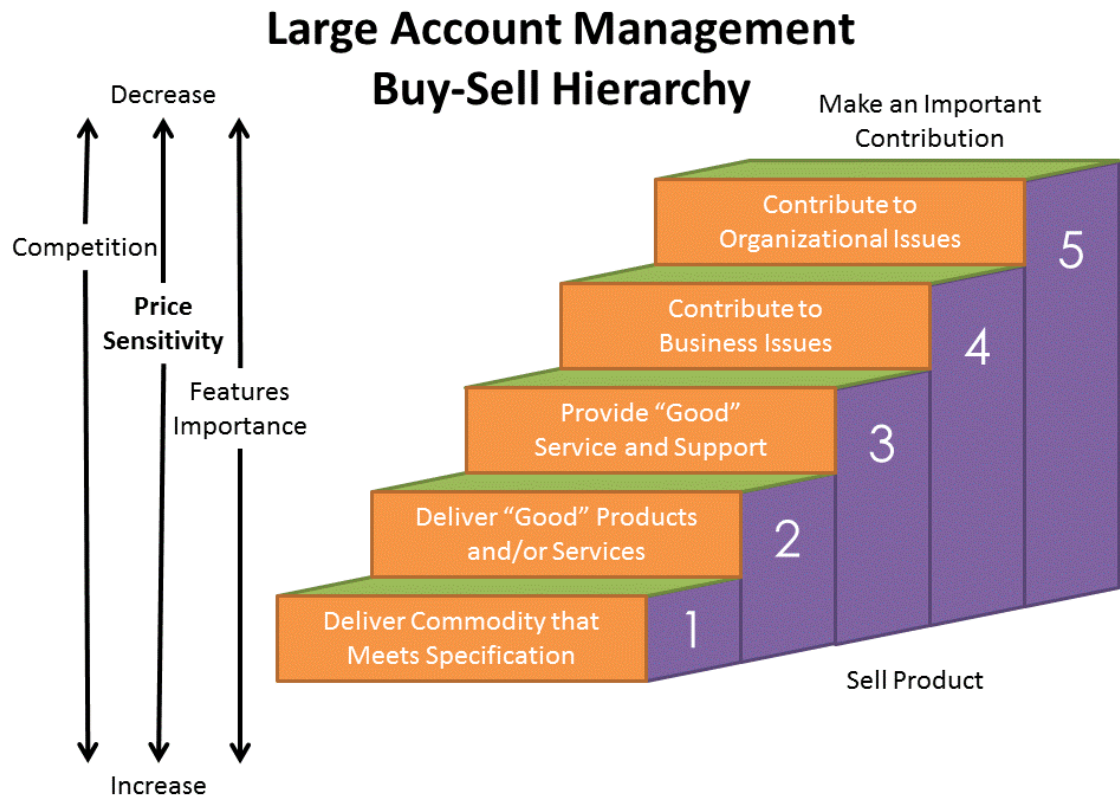 Large Account Management
Buy-Sell Hierarchy
Decrease
Make an Important
Contribution
Competition
Price
Sensitivity
Features
Importance
Contribute to
Organizational Issues
5
Contribute to
Business Issues
4
Provide “Good”
Service and Support
3
Deliver “Good” Products
and/or Services
2
Deliver Commodity that
Meets Specification
1
Sell Product
Increase